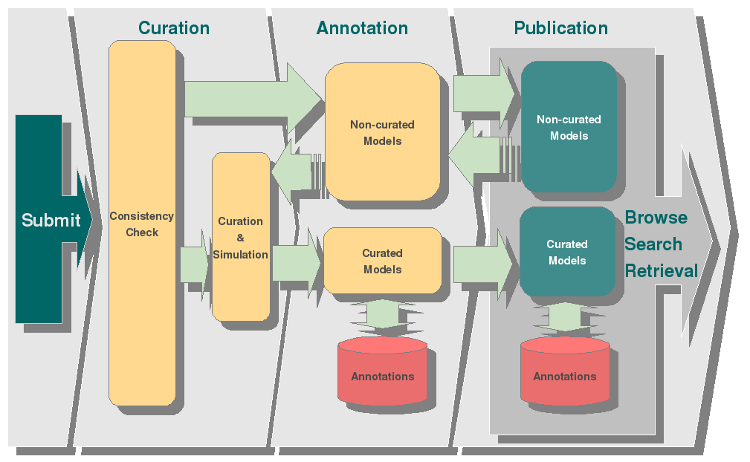 Curation
Annotation
Publication
Submit
Consistency
Check
Curation
&
Simulation
Non-curated
Models
Curated
Models
Annotations
Non-curated
Models
Curated
Models
Annotations
Browse
Search
Retrieval